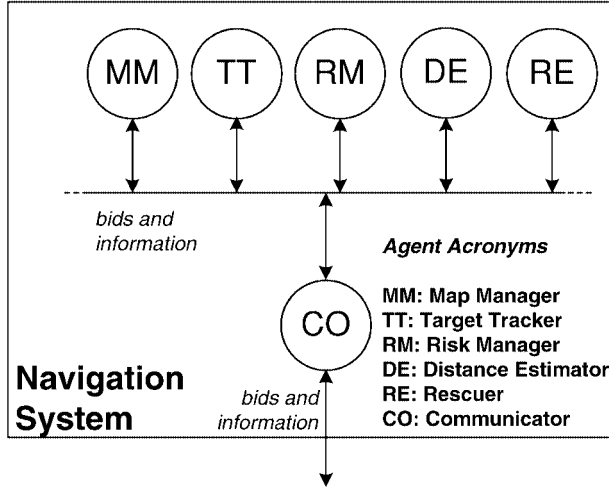 MM TT RM DE RE
bids and
information
Agent Acronyms
CO
MM: Map Manager
TT: Target Tracker
RM: Risk Manager
DE: Distance Estimator
RE: Rescuer
CO: Communicator
Navigation
System
bids and
information